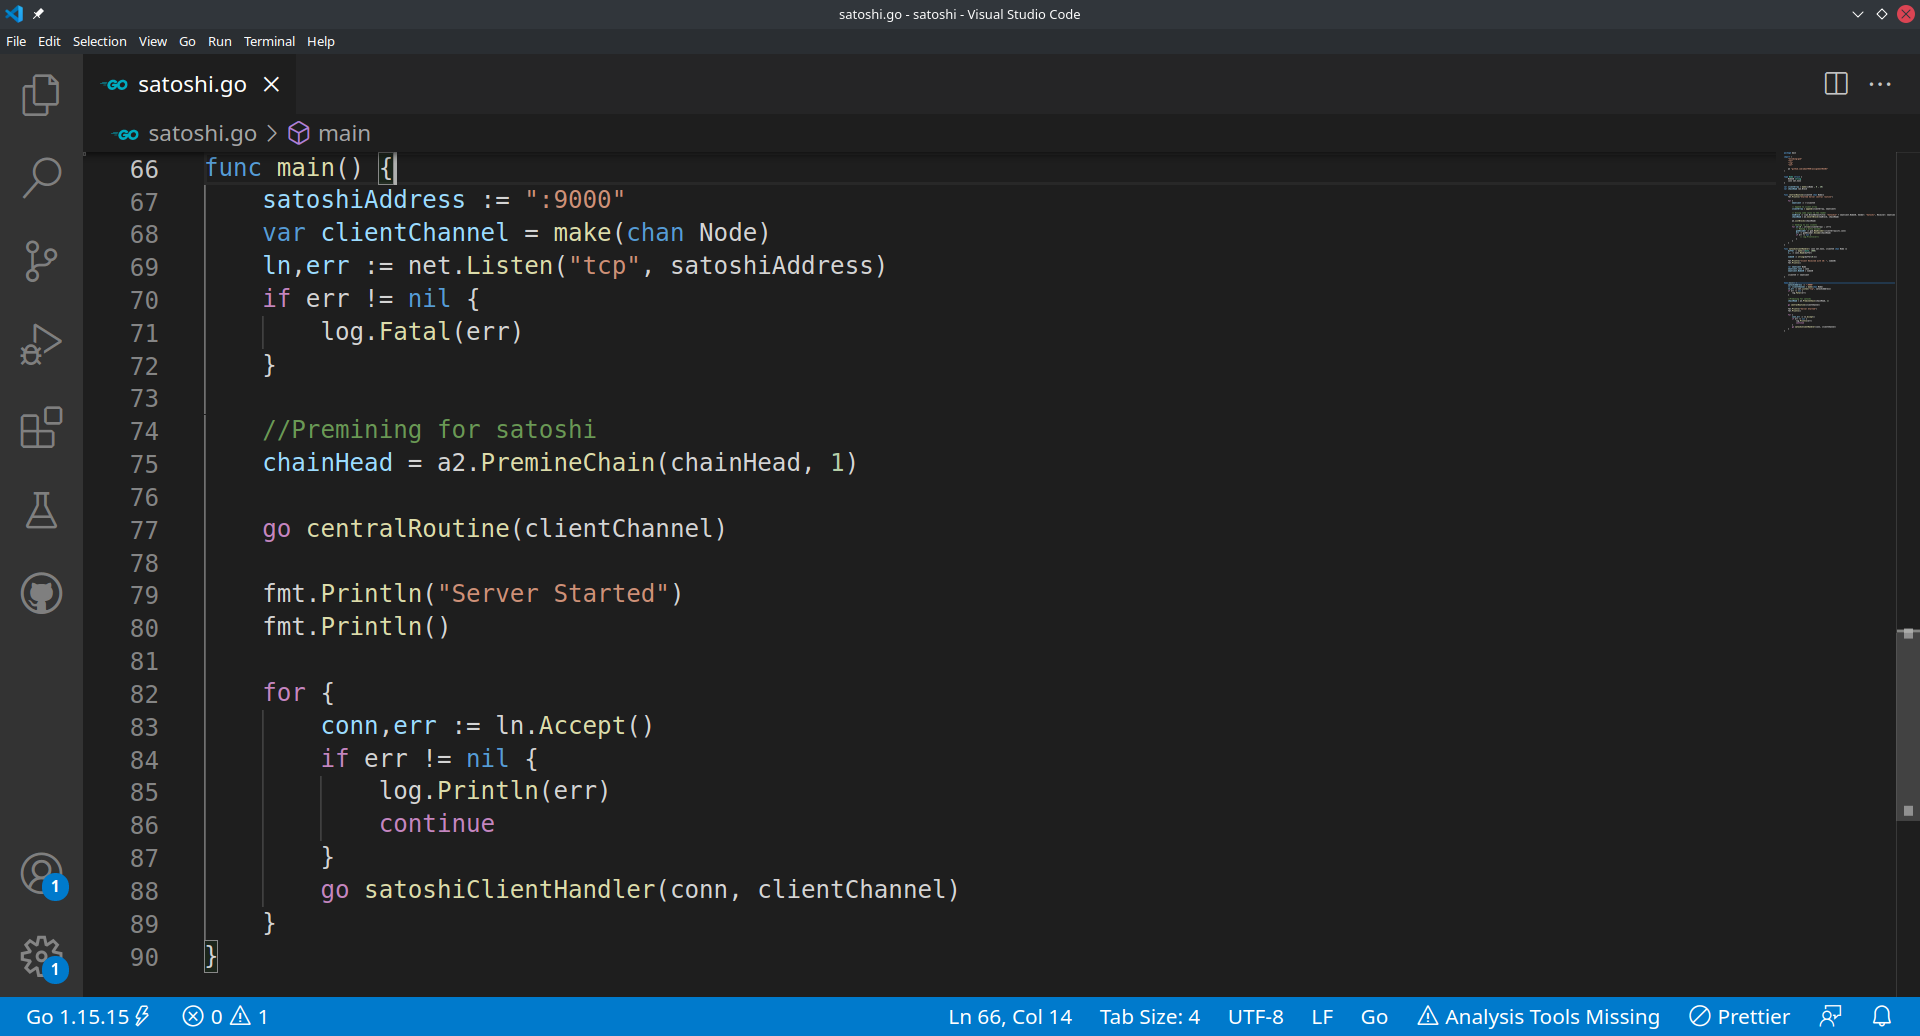 satoshi.go - satoshi - Visual Studio Code
File Edit Selection View Go Run Terminal Help
GO satoshi.go
GO satoshi.go > main
66 func main() {
67     satoshiAddress := ":9000"
68     var clientChannel = make(chan Node)
69     ln,err := net.Listen("tcp", satoshiAddress)
70     if err != nil {
71         log.Fatal(err)
72     }
73
74     //Premining for satoshi
75     chainHead = a2.PremineChain(chainHead, 1)
76
77     go centralRoutine(clientChannel)
78
79     fmt.Println("Server Started")
80     fmt.Println()
81
82     for {
83         conn,err := ln.Accept()
84         if err != nil {
85             log.Println(err)
86             continue
87         }
88         go satoshiClientHandler(conn, clientChannel)
89     }
90 }
1
1
Go 1.15.15 0 1 Ln 66, Col 14 Tab Size: 4 UTF-8 LF Go Analysis Tools Missing Prettier